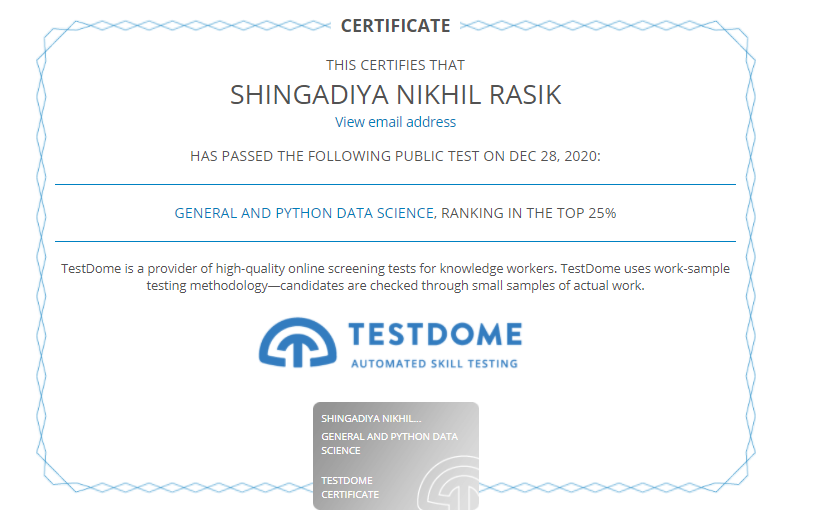 CERTIFICATE
THIS CERTIFIES THAT
SHINGADIYA NIKHIL RASIK
View email address
HAS PASSED THE FOLLOWING PUBLIC TEST ON DEC 28, 2020:
GENERAL AND PYTHON DATA SCIENCE, RANKING IN THE TOP 25%
TestDome is a provider of high-quality online screening tests for knowledge workers. TestDome uses work-sample
testing methodology—candidates are checked through small samples of actual work.
TESTDOME
AUTOMATED SKILL TESTING
SHINGADIYA NIKHIL...
GENERAL AND PYTHON DATA
SCIENCE
TESTDOME
CERTIFICATE